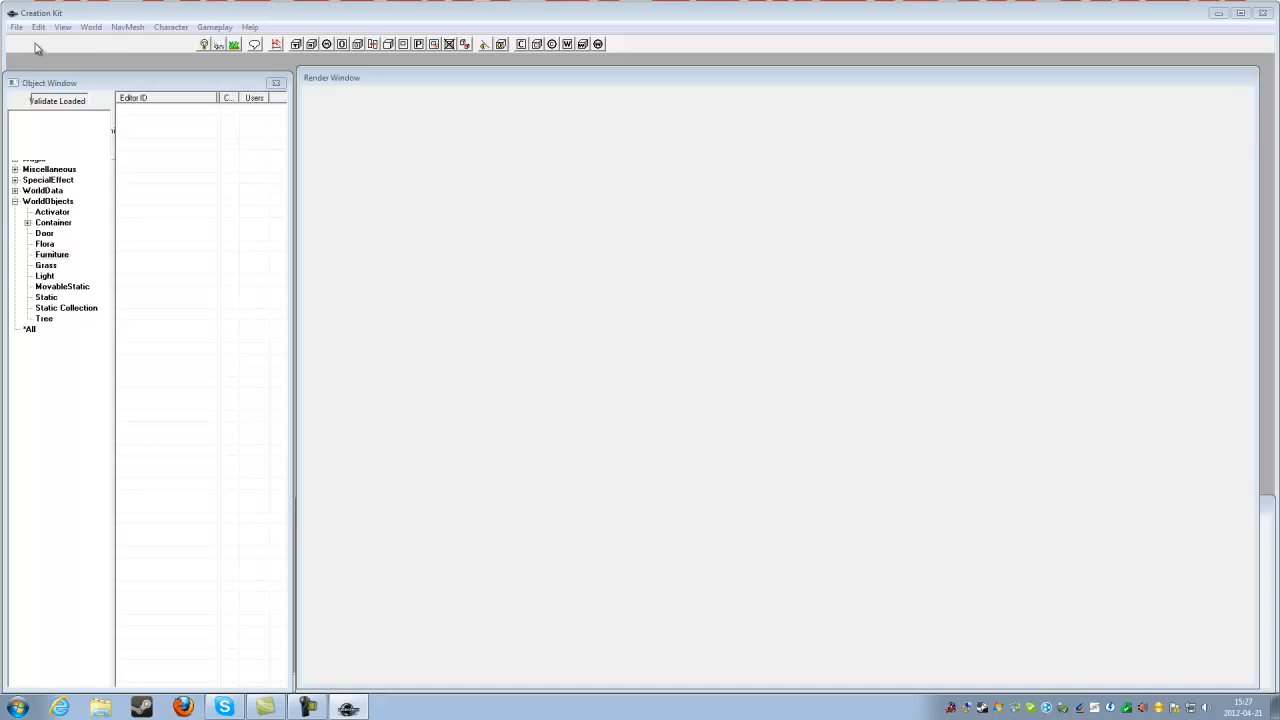 Creation Kit
File Edit View World NavMesh Character Gameplay Help
Object Window
Render Window
Validate Loaded
Editor ID C... Users
Miscellaneous
SpecialEffect
WorldData
WorldObjects
Activator
Container
Door
Flora
Furniture
Grass
Light
MovableStatic
Static
Static Collection
Tree
*All
15:27
2012-04-21